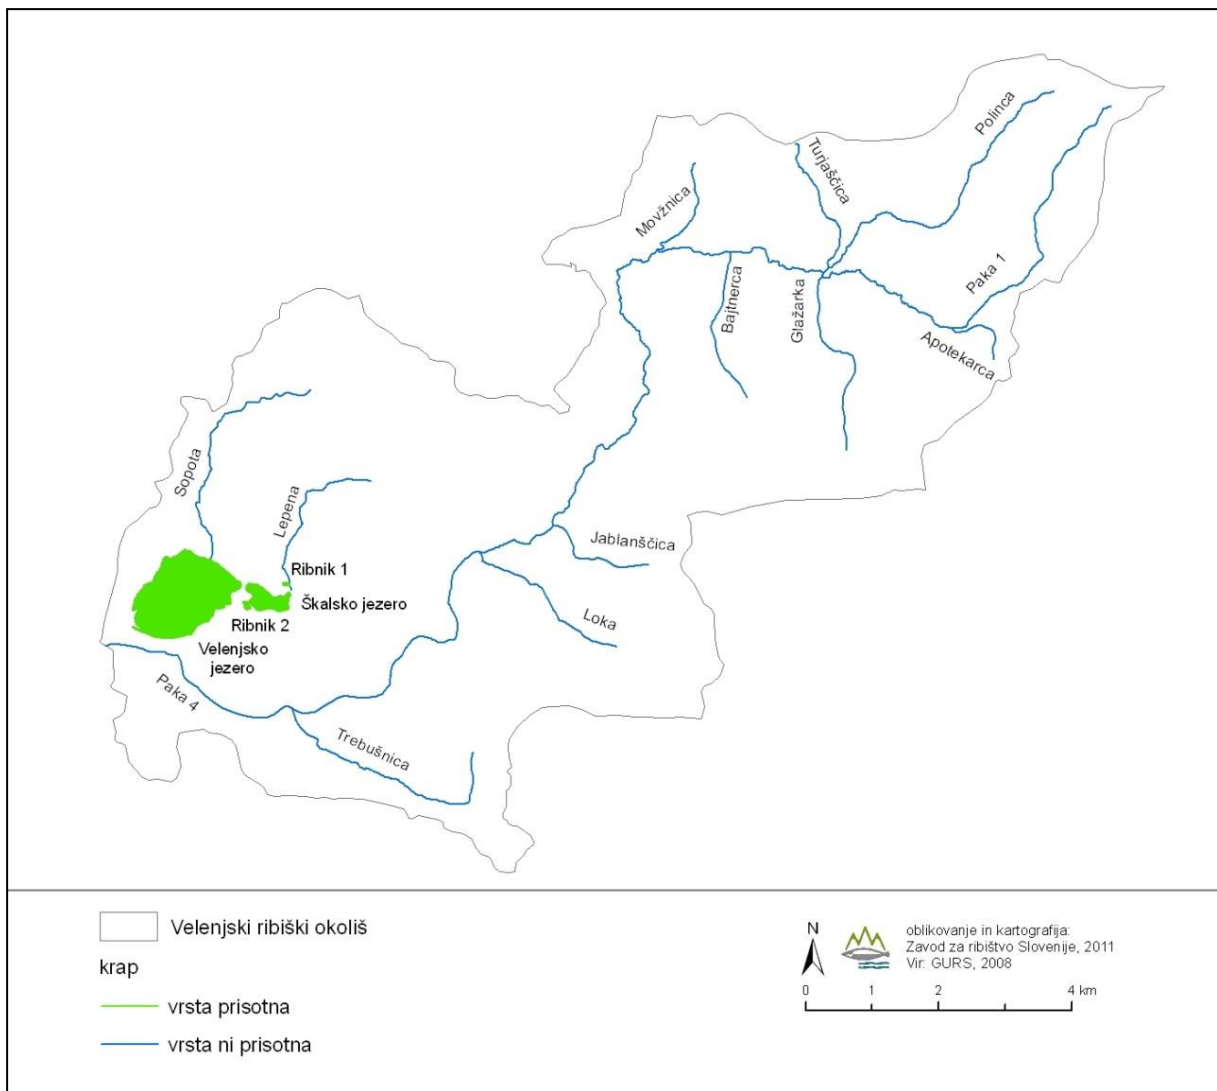 Polinca
Turjaščica
Movžnica
Paka 1
Bajtnerca
Glažarka
Apotekarca
Sopota
Lepena
Jablanščica
Ribnik 1
Škalsko jezero
Loka
Ribnik 2
Velenjsko
jezero
Paka 4
Trebušnica
Velenjski ribiški okoliš
krap
vrsta prisotna
vrsta ni prisotna
N
oblikovanje in kartografija:
Zavod za ribištvo Slovenije, 2011
Vir: GURS, 2008
0 1 2 4 km